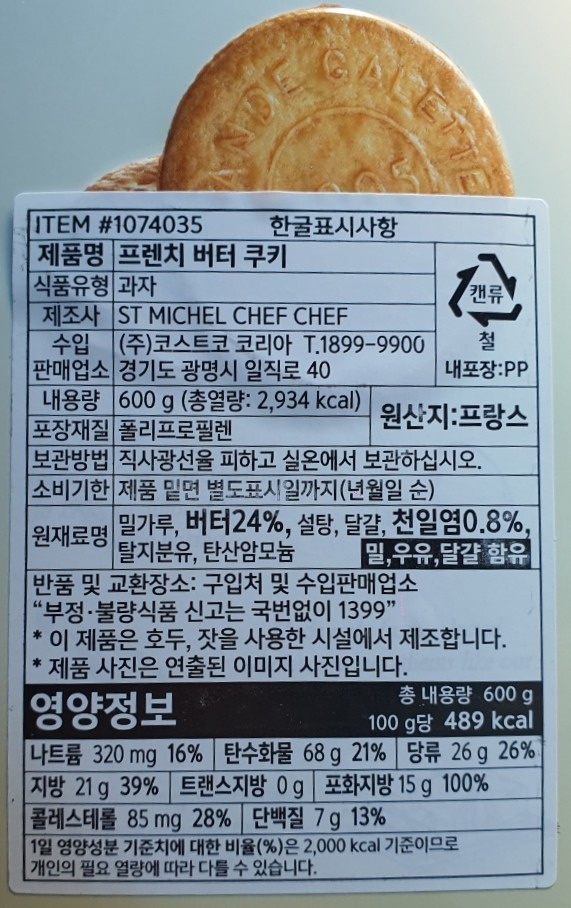 ANDE GALETTE
ITEM #1074035 한글표시사항
제품명 프렌치 버터 쿠키
식품유형 과자
제조사 ST MICHEL CHEF CHEF
수입 (주)코스트코 코리아 T.1899-9900
판매업소 경기도 광명시 일직로 40
캔류
철
내포장:PP
내용량 600 g (총열량: 2,934 kcal)
포장재질 폴리프로필렌
원산지:프랑스
보관방법 직사광선을 피하고 실온에서 보관하십시오.
소비기한 제품 밑면 별도표시일까지(년월일 순)
원재료명 밀가루, 버터24%, 설탕, 달걀, 천일염0.8%,
탈지분유, 탄산암모늄
밀,우유,달걀 함유
반품 및 교환장소: 구입처 및 수입판매업소
“부정·불량식품 신고는 국번없이 1399”
* 이 제품은 호두, 잣을 사용한 시설에서 제조합니다.
* 제품 사진은 연출된 이미지 사진입니다.
영양정보
총 내용량 600 g
100 g당 489 kcal
나트륨 320 mg 16% 탄수화물 68 g 21% 당류 26 g 26%
지방 21 g 39% 트랜스지방 0 g 포화지방 15 g 100%
콜레스테롤 85 mg 28% 단백질 7 g 13%
1일 영양성분 기준치에 대한 비율(%)은 2,000 kcal 기준이므로
개인의 필요 열량에 따라 다를 수 있습니다.